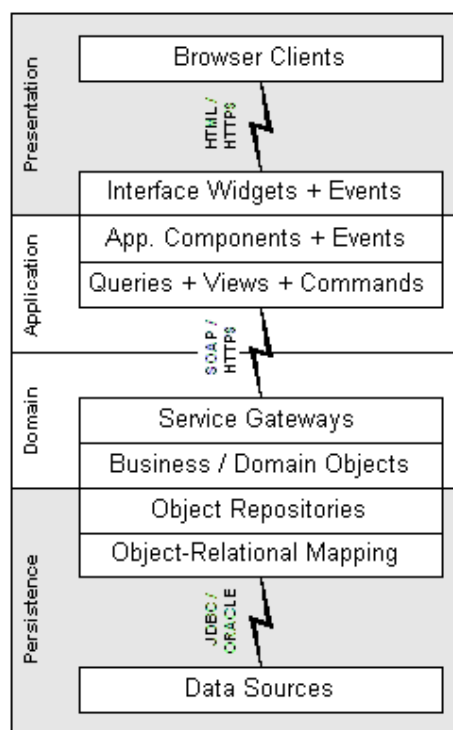 Presentation
Browser Clients
HTML /
HTTPS
Interface Widgets + Events
Application
App. Components + Events
Queries + Views + Commands
SOAP /
HTTPS
Domain
Service Gateways
Business / Domain Objects
Persistence
Object Repositories
Object-Relational Mapping
JDBC /
ORACLE
Data Sources